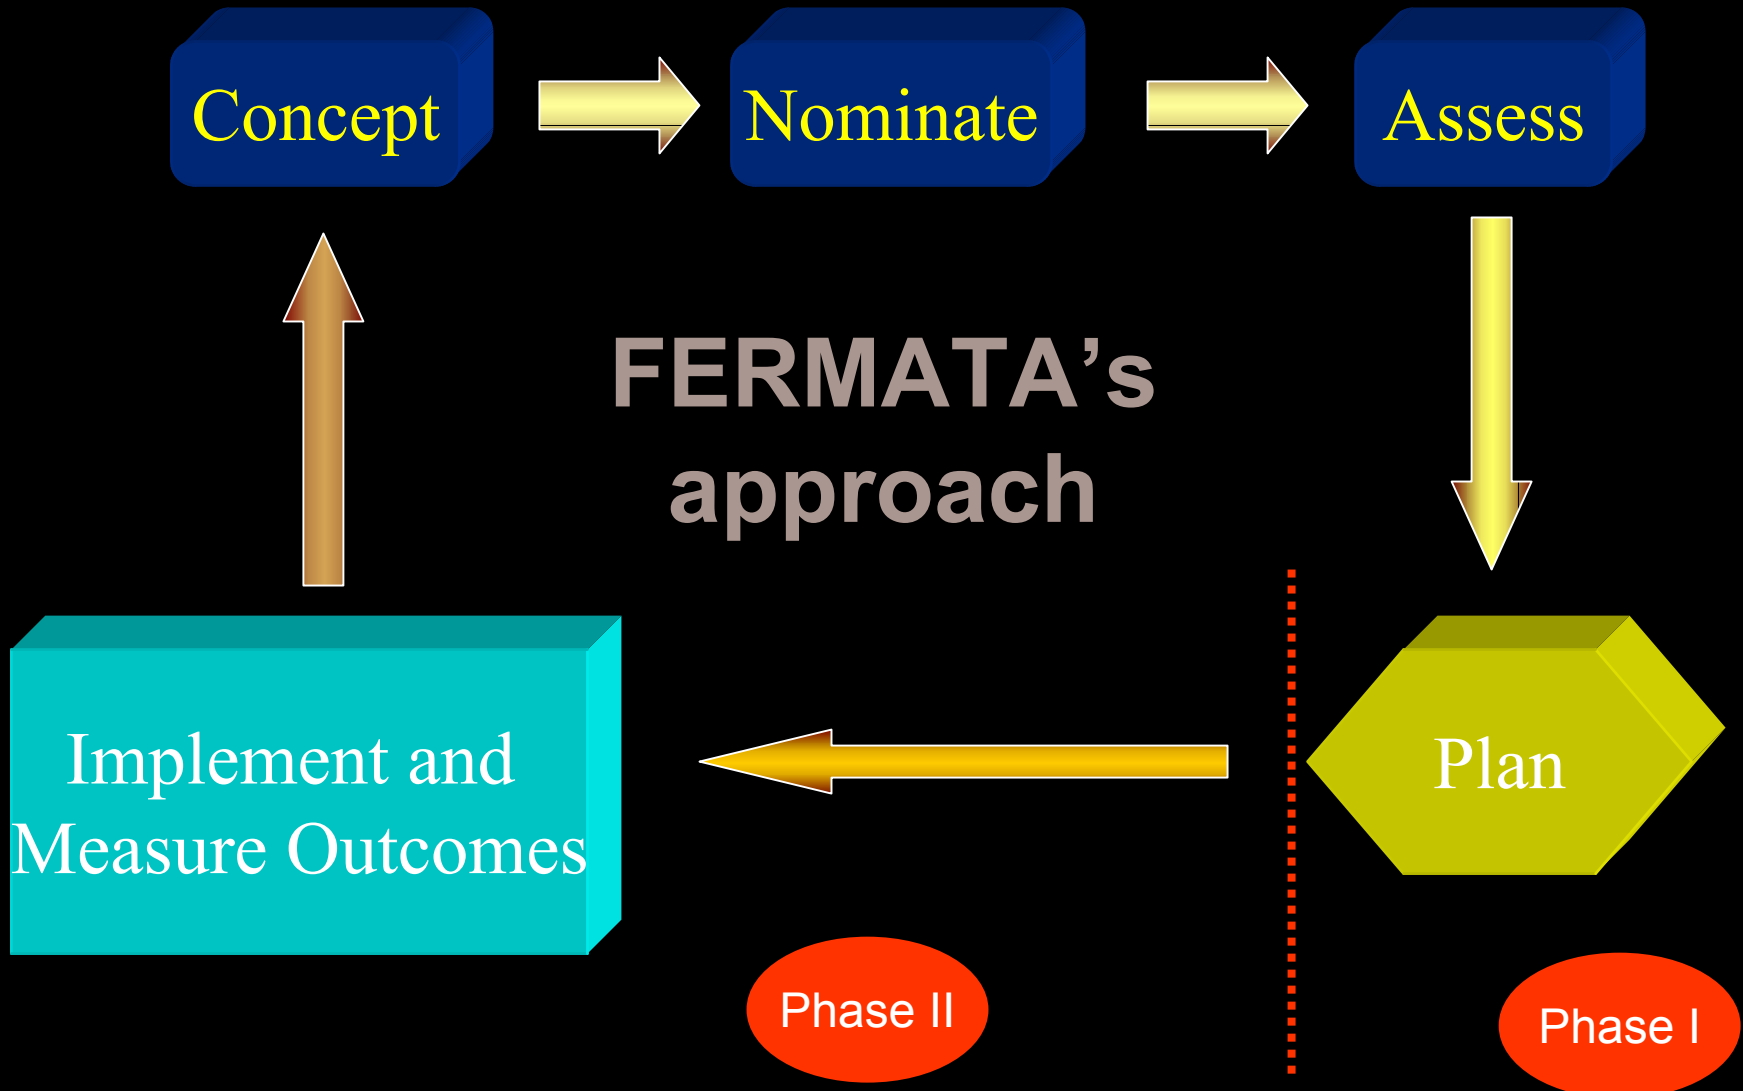 Concept
Nominate
Assess
FERMATA’s
approach
Implement and
Measure Outcomes
Plan
Phase II
Phase I